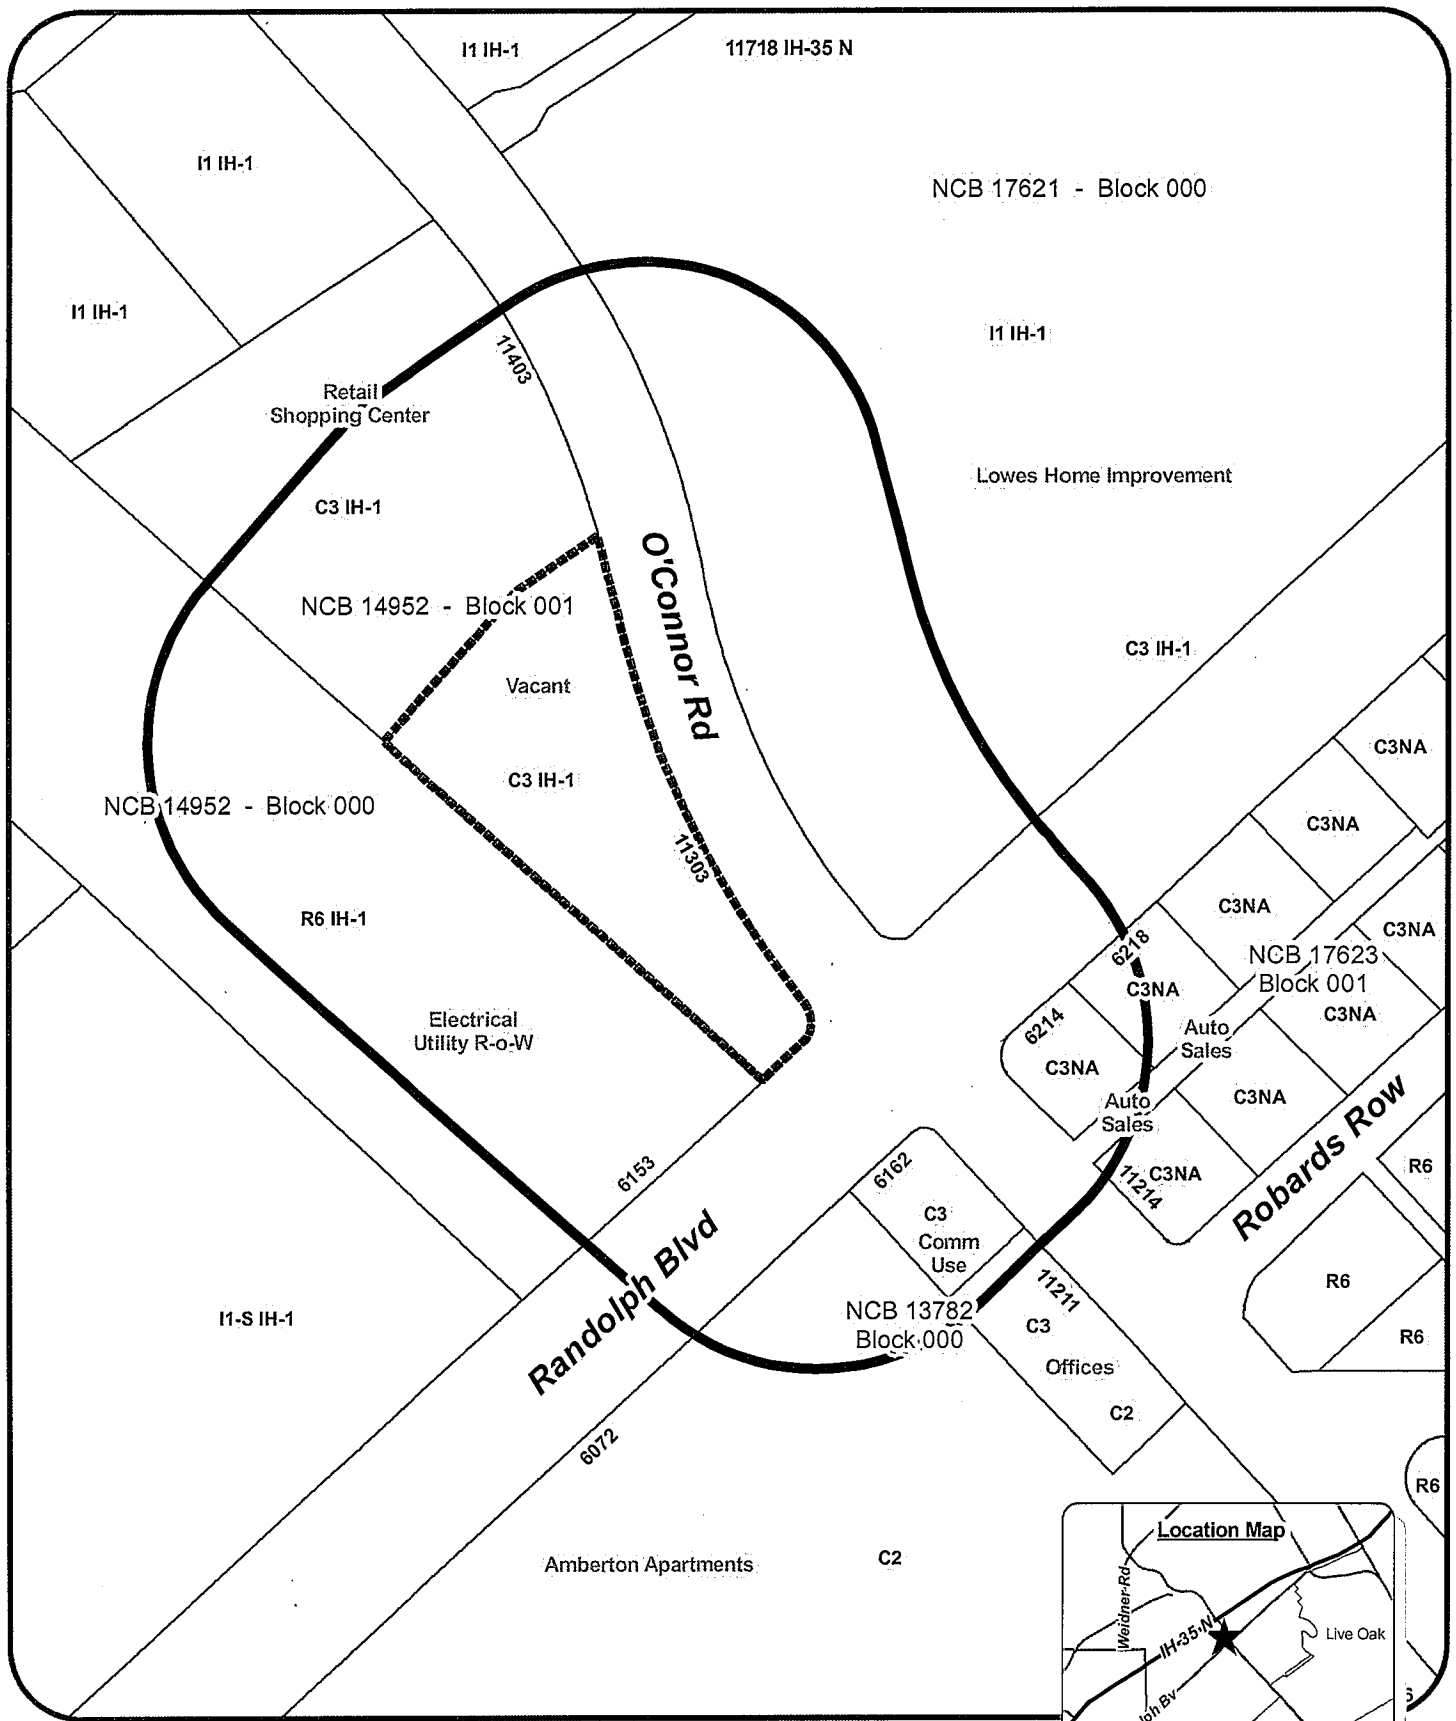 I1 IH-1
11718 IH-35 N
I1 IH-1
NCB 17621 - Block 000
I1 IH-1
I1 IH-1
11403
Retail
Shopping Center
Lowes Home Improvement
C3 IH-1
O'Connor Rd
NCB 14952 - Block 001
C3 IH-1
Vacant
C3NA
C3 IH-1
NCB 14952 - Block 000
C3NA
11303
C3NA
R6 IH-1
C3NA
6218
NCB 17623
Block 001
C3NA
C3NA
Electrical
Utility R-o-W
6214
Auto
Sales
C3NA
C3NA
Auto
Sales
Robards Row
6153
6162
C3NA
11214
R6
C3
Comm
Use
Randolph Blvd
11211
R6
NCB 13782
Block 000
I1-S IH-1
C3
R6
Offices
C2
6072
R6
Amberton Apartments
C2
Location Map
Weidner Rd
IH-35 N
Live Oak